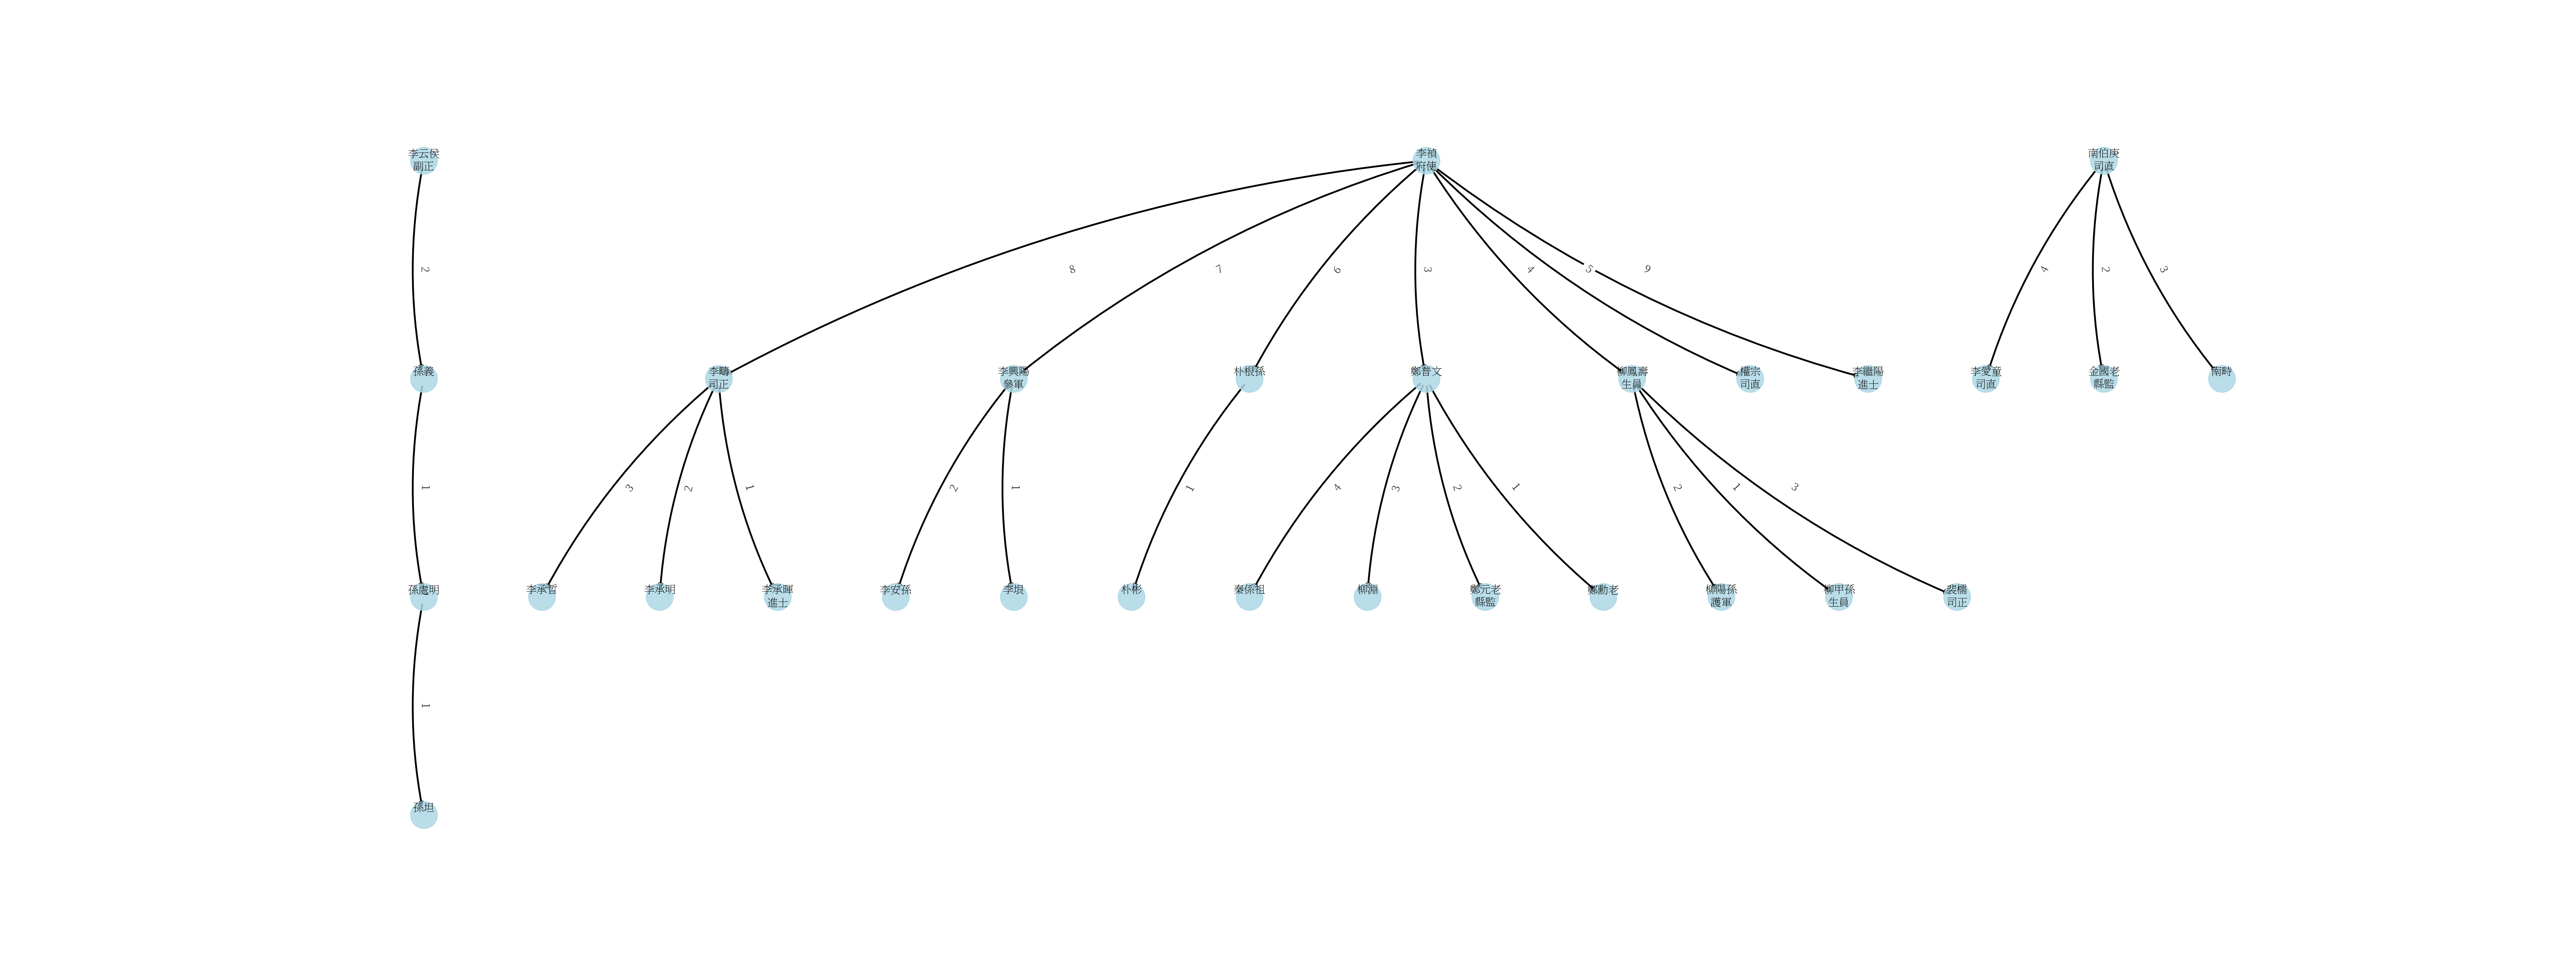 李云侯
副正
李禎
府使
南伯庚
司直
2
8
7
6
3
4
5
9
4
2
3
孫義
李疇
司正
李興陽
參軍
朴根孫
鄭普文
柳鳳壽
生員
權宗
司直
李繼陽
進士
李愛童
司直
金國老
縣監
南畤
1
3
2
1
2
1
1
4
3
2
1
2
1
3
孫處明
李承哲
李承明
李承暉
進士
李安孫
李垠
朴彬
秦係祖
柳淵
鄭元老
縣監
鄭勳老
柳陽孫
護軍
柳甲孫
生員
裴樀
司正
1
孫坦